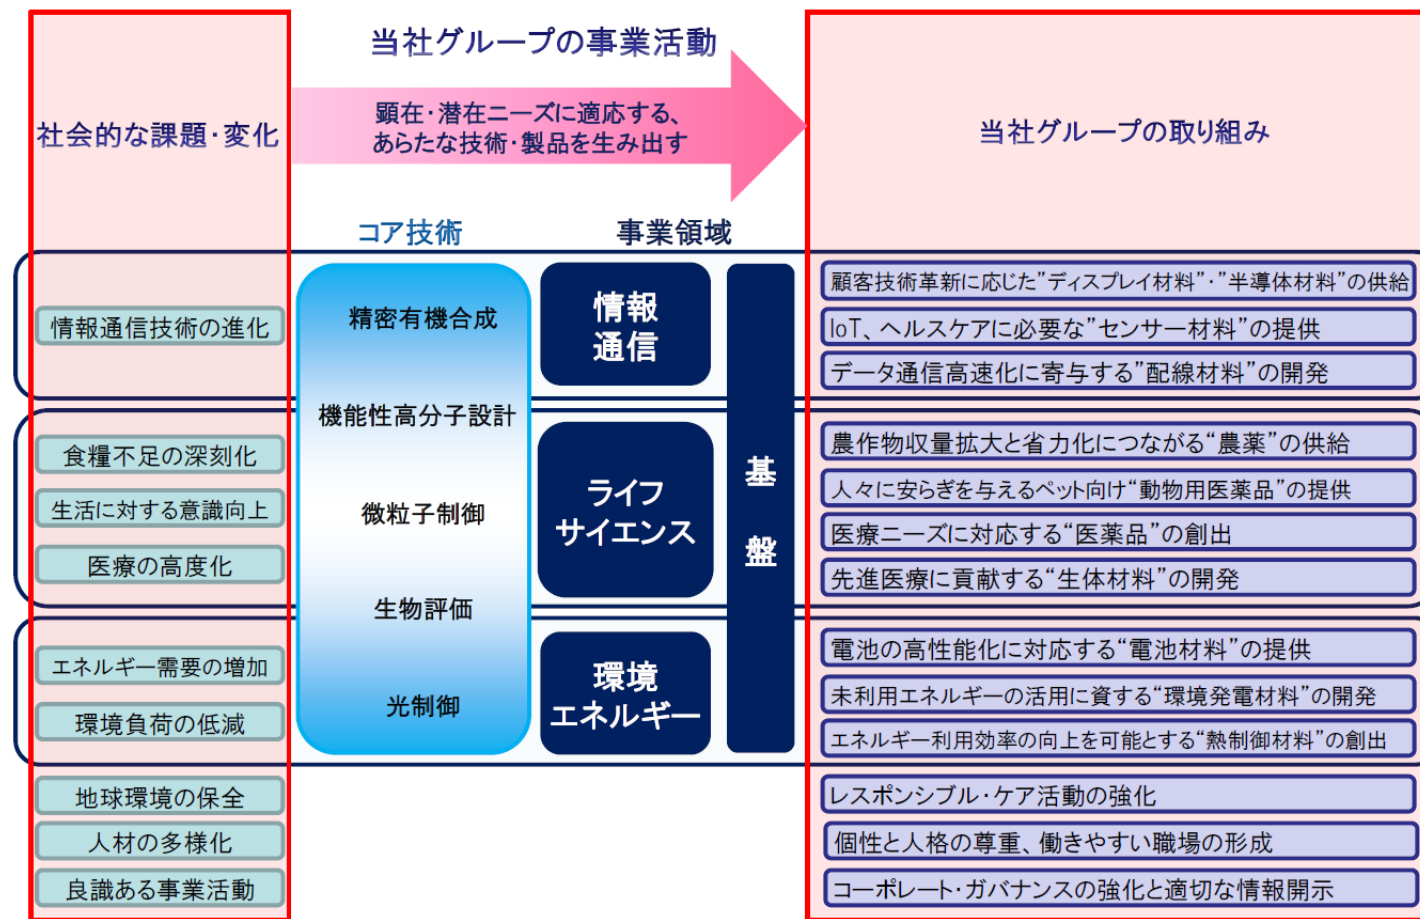 当社グループの事業活動
顕在・潜在ニーズに適応する、
あらたな技術・製品を生み出す
社会的な課題・変化
当社グループの取り組み
コア技術
事業領域
情報通信技術の進化
食糧不足の深刻化
生活に対する意識向上
医療の高度化
エネルギー需要の増加
環境負荷の低減
地球環境の保全
人材の多様化
良識ある事業活動
精密有機合成
機能性高分子設計
微粒子制御
生物評価
光制御
情報
通信
ライフ
サイエンス
環境
エネルギー
基
盤
顧客技術革新に応じた”ディスプレイ材料”・”半導体材料”の供給
IoT、ヘルスケアに必要な”センサー材料”の提供
データ通信高速化に寄与する”配線材料”の開発
農作物収量拡大と省力化につながる“農薬”の供給
人々に安らぎを与えるペット向け“動物用医薬品”の提供
医療ニーズに対応する“医薬品”の創出
先進医療に貢献する“生体材料”の開発
電池の高性能化に対応する“電池材料”の提供
未利用エネルギーの活用に資する“環境発電材料”の開発
エネルギー利用効率の向上を可能とする“熱制御材料”の創出
レスポンシブル・ケア活動の強化
個性と人格の尊重、働きやすい職場の形成
コーポレート・ガバナンスの強化と適切な情報開示